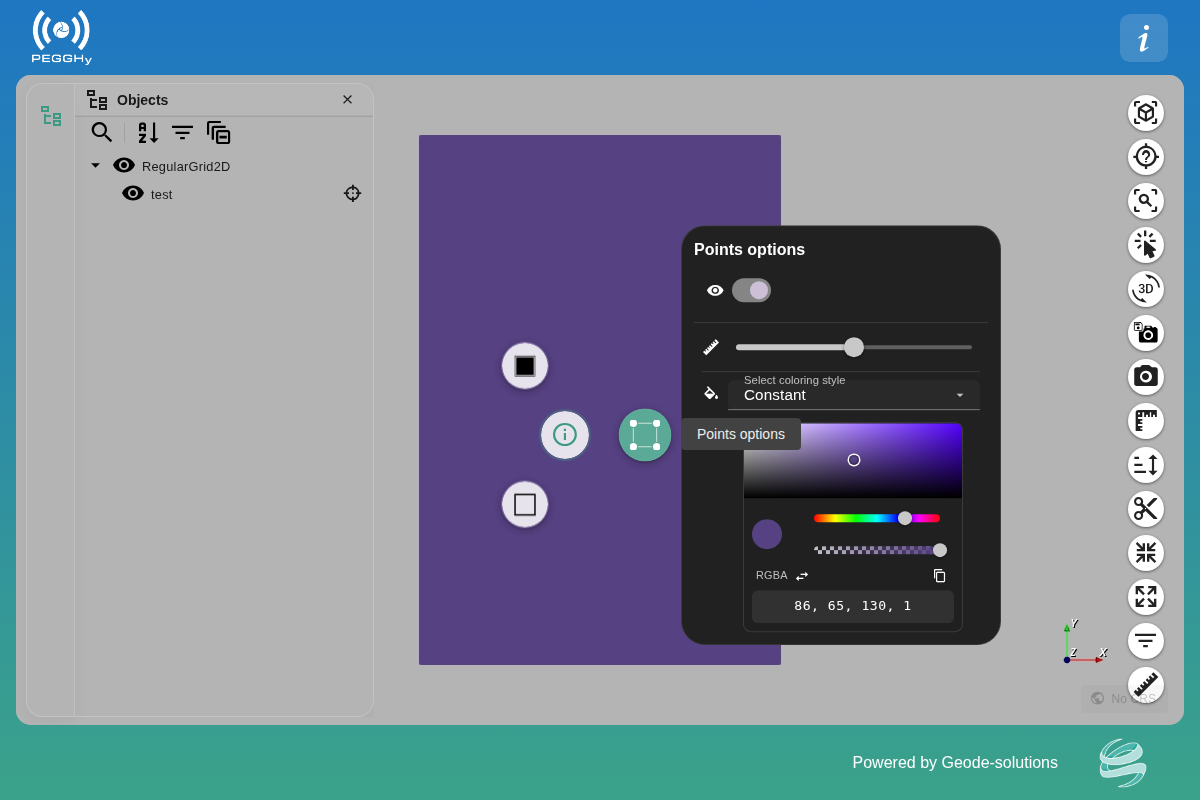 PEGGHy
i
Objects
A
Z
RegularGrid2D
test
Points options
Select coloring style
Constant
Points options
RGBA
86, 65, 130, 1
3D
Y
Z
X
No CRS
Powered by Geode-solutions